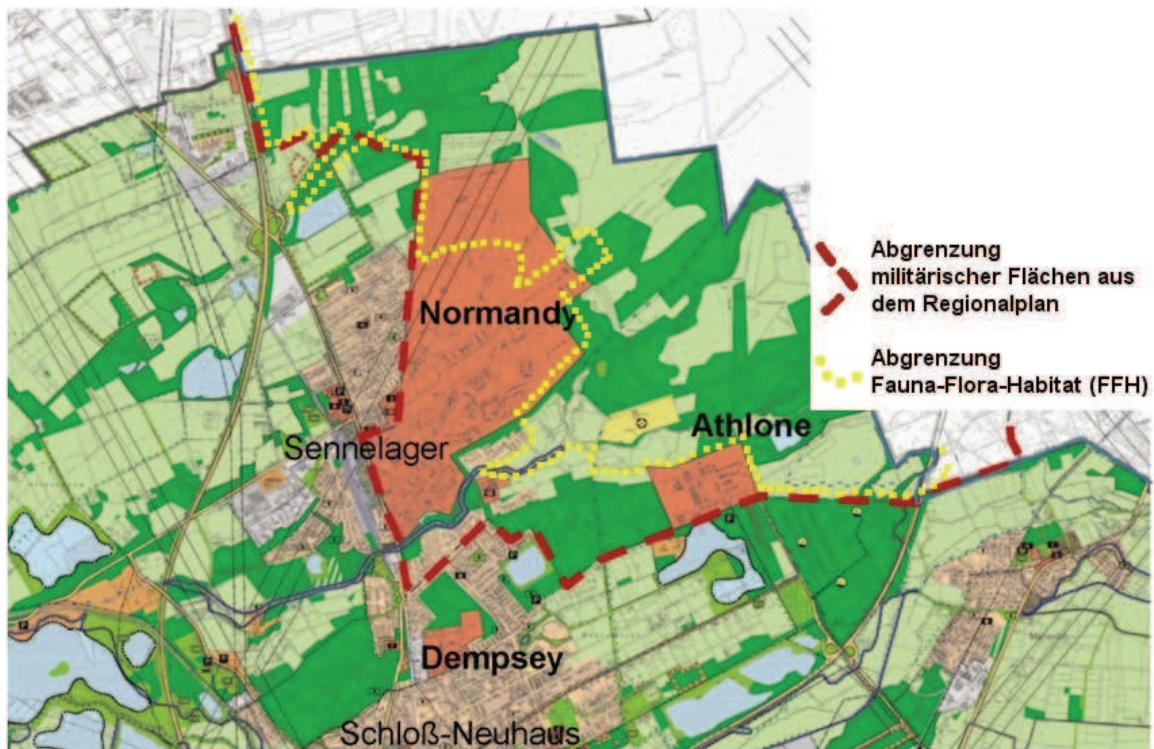 Normandy
Athlone
Sennelager
Dempsey
Schloß-Neuhaus
Abgrenzung
militärischer Flächen aus
dem Regionalplan
Abgrenzung
Fauna-Flora-Habitat (FFH)